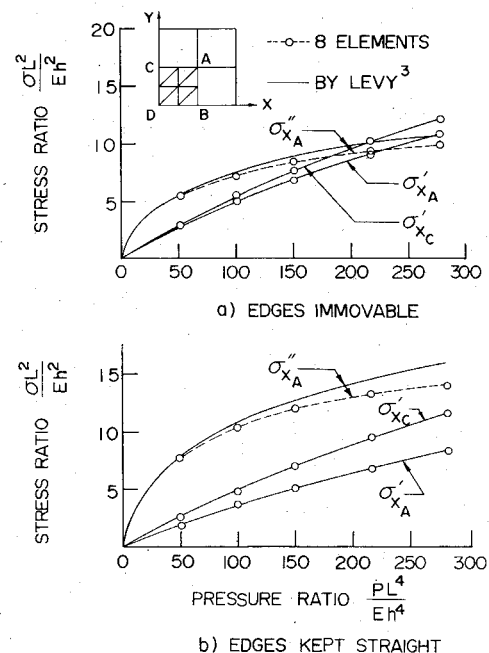 Y
20
C
A
D
B
X
8 ELEMENTS
BY LEVY³
STRESS RATIO σL²/Eh²
15
10
5
σ''XA
σ'XA
σ'XC
0 50 100 150 200 250 300
a) EDGES IMMOVABLE
STRESS RATIO σL²/Eh²
15
10
5
σ''XA
σ'XC
σ'XA
0 50 100 150 200 250 300
PRESSURE RATIO PL⁴/Eh⁴
b) EDGES KEPT STRAIGHT